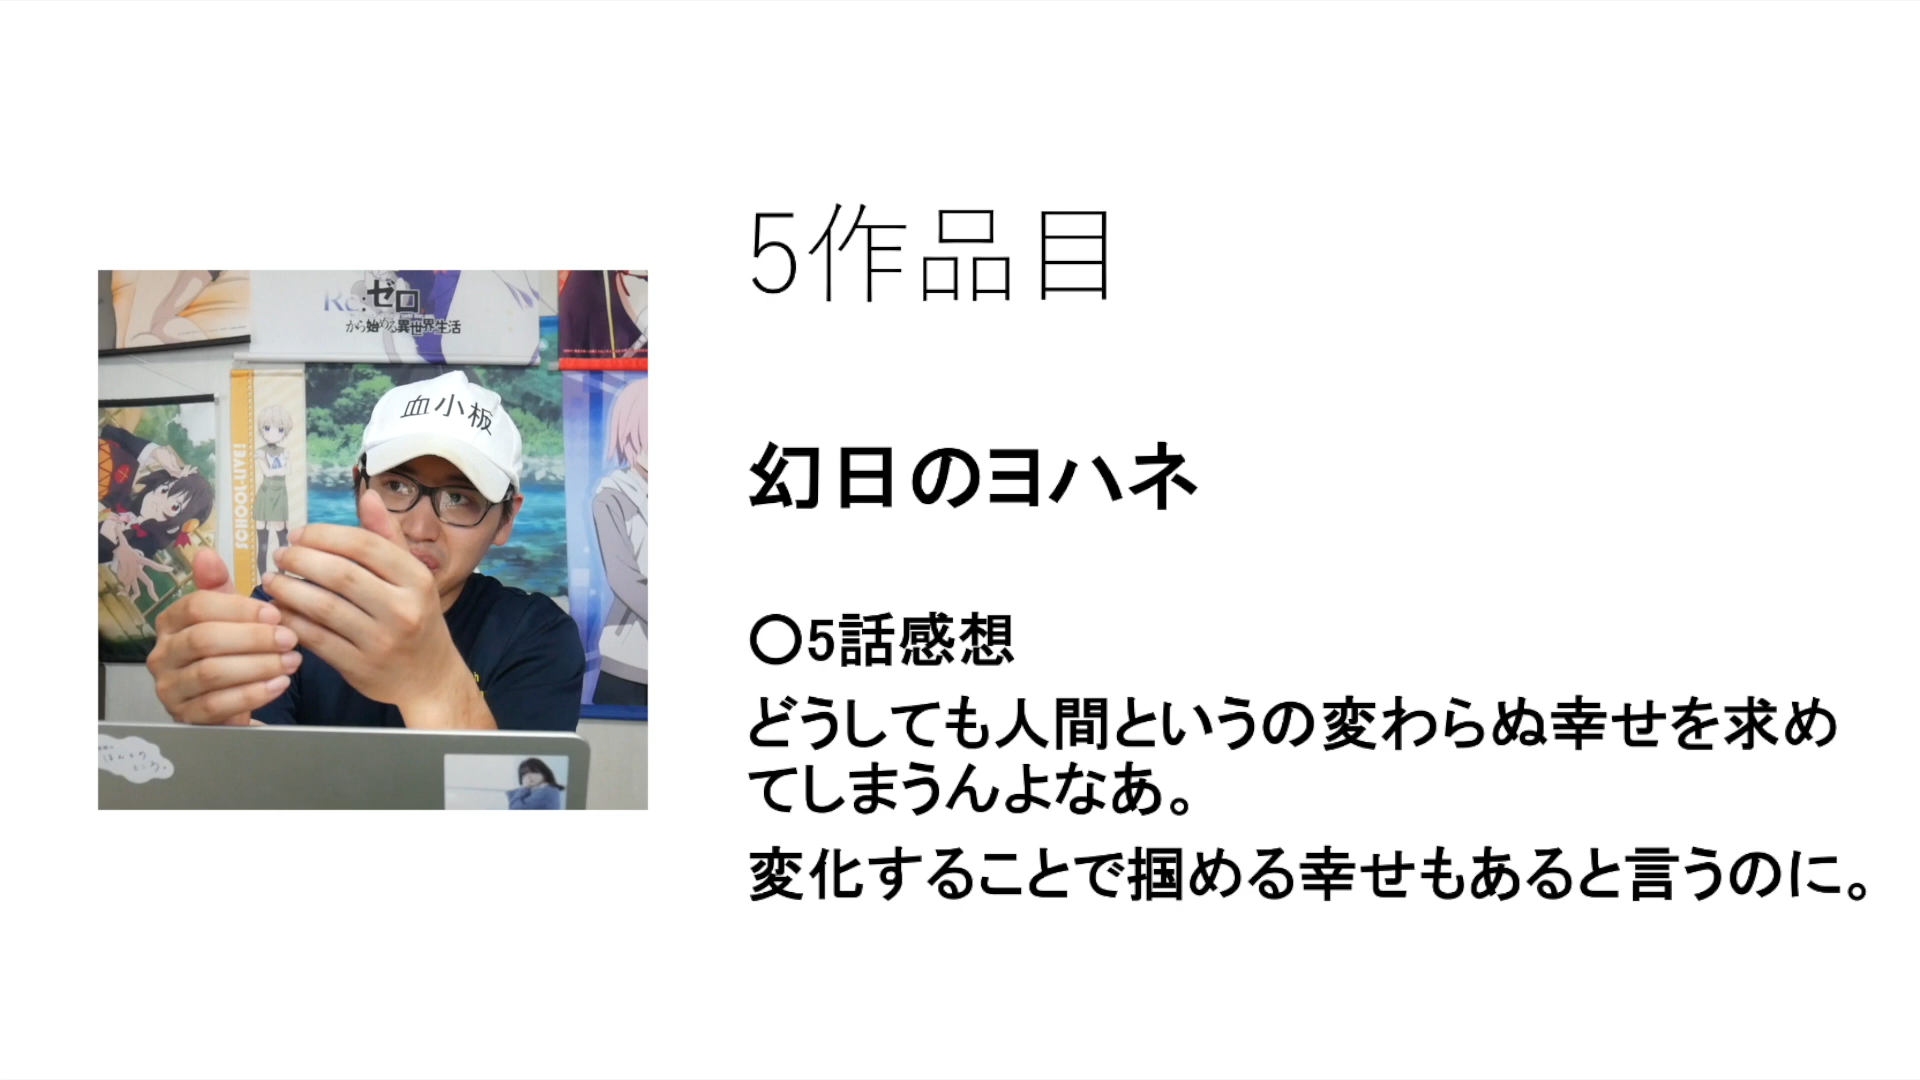 5作品目
幻日のヨハネ
〇5話感想
どうしても人間というの変わらぬ幸せを求め
てしまうんよなあ。
変化することで掴める幸せもあると言うのに。
Re:ゼロ
から始める異世界生活
血小板
SCHOOL-LIVE!